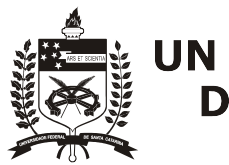 ARS ET SCIENTIA
UN
D
UNIVERSIDADE FEDERAL
DE SANTA CATARINA